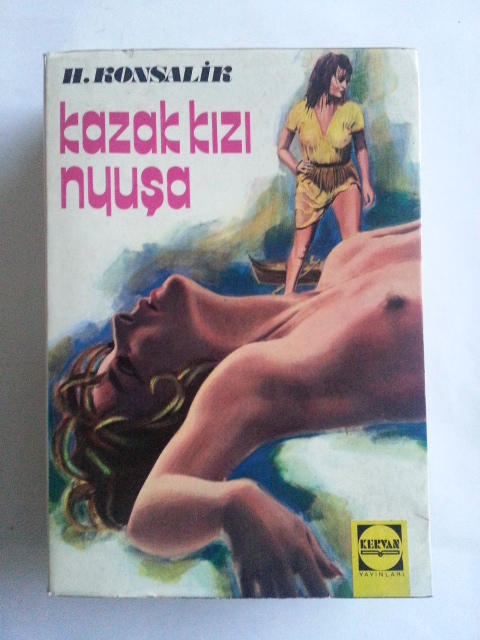 H. KONSALİK
kazak kızı
nyuşa
KERVAN
YAYINLARI